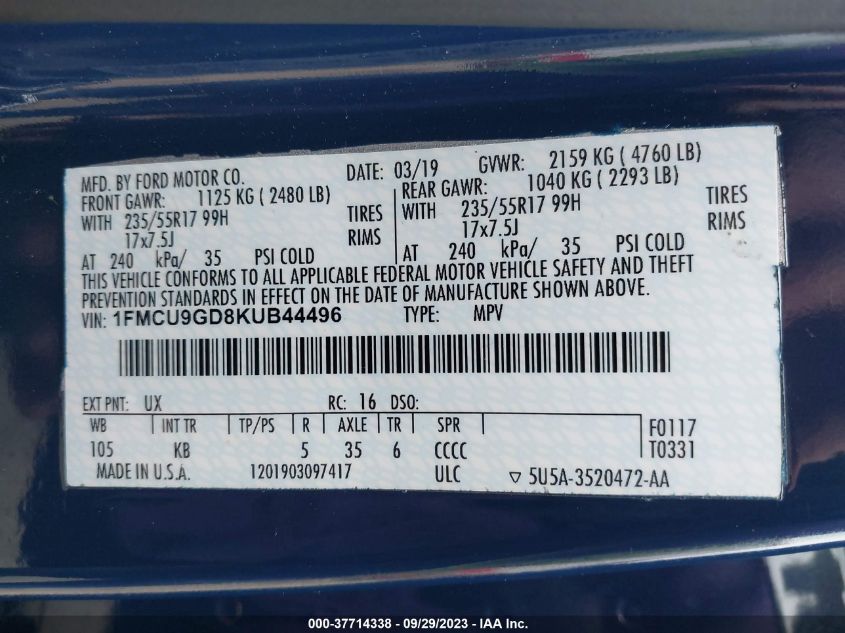 MFD. BY FORD MOTOR CO. DATE: 03/19 GVWR: 2159 KG ( 4760 LB)
FRONT GAWR: 1125 KG ( 2480 LB) REAR GAWR: 1040 KG ( 2293 LB)
WITH 235/55R17 99H TIRES WITH 235/55R17 99H TIRES
17x7.5J RIMS 17x7.5J RIMS
AT 240 kPa/ 35 PSI COLD AT 240 kPa/ 35 PSI COLD
THIS VEHICLE CONFORMS TO ALL APPLICABLE FEDERAL MOTOR VEHICLE SAFETY AND THEFT
PREVENTION STANDARDS IN EFFECT ON THE DATE OF MANUFACTURE SHOWN ABOVE.
VIN: 1FMCU9GD8KUB44496 TYPE: MPV
EXT PNT: UX RC: 16 DSO:
WB INT TR TP/PS R AXLE TR SPR F0117
105 KB 5 35 6 CCCC T0331
MADE IN U.S.A. 1201903097417 ULC 5U5A-3520472-AA
000-37714338 - 09/29/2023 - IAA Inc.